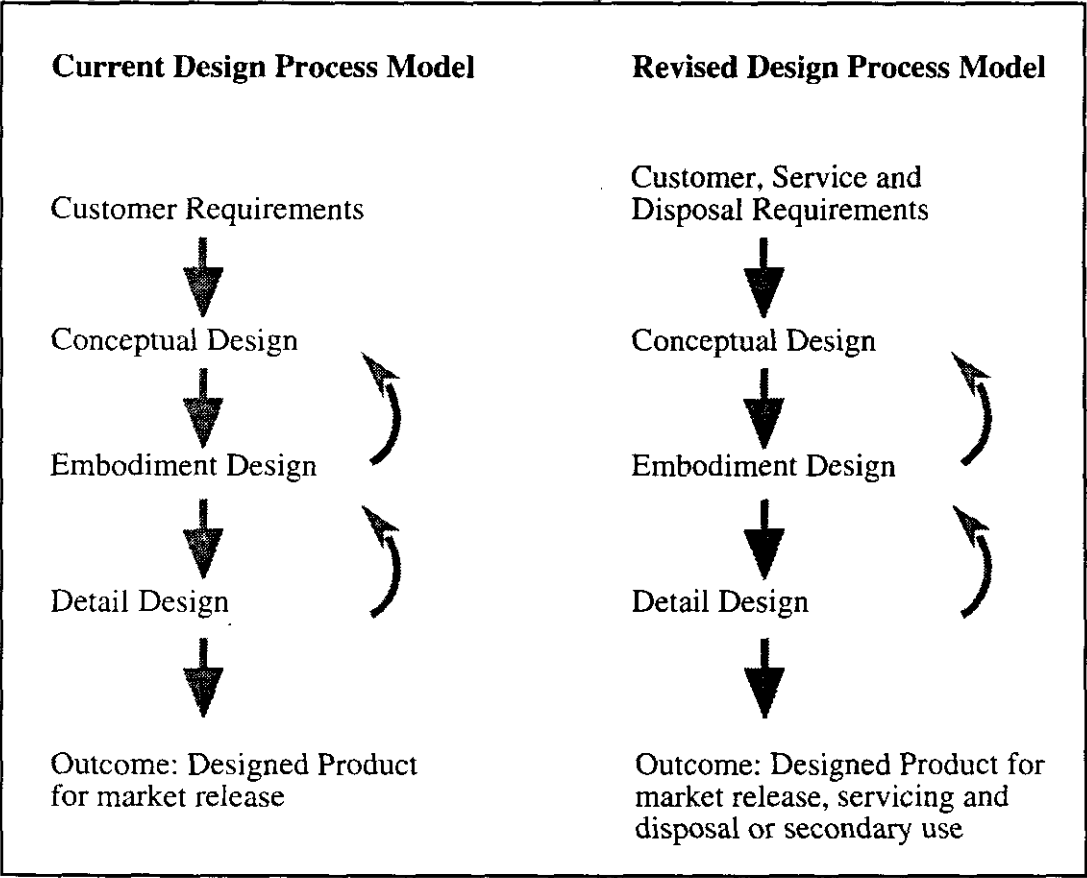 Current Design Process Model
Customer Requirements
Conceptual Design
Embodiment Design
Detail Design
Outcome: Designed Product
for market release
Revised Design Process Model
Customer, Service and
Disposal Requirements
Conceptual Design
Embodiment Design
Detail Design
Outcome: Designed Product for
market release, servicing and
disposal or secondary use